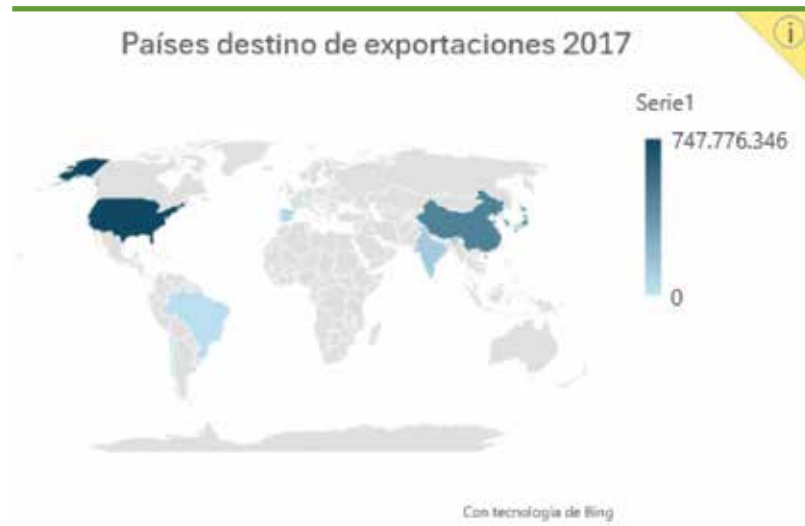 Países destino de exportaciones 2017
i
Serie1
747.776.346
0
Con tecnología de Bing